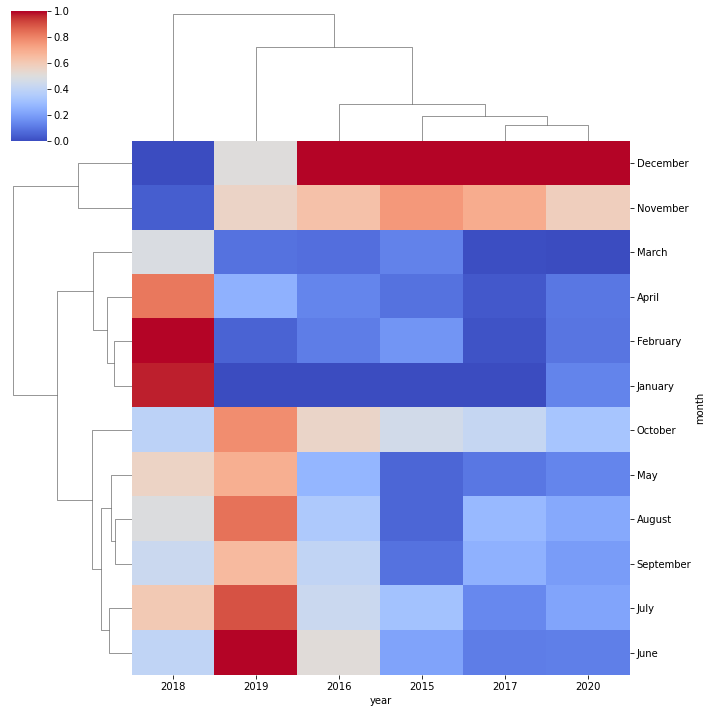 1.0
0.8
0.6
0.4
0.2
0.0
December
November
March
April
February
January
October
May
August
September
July
June
month
2018 2019 2016 2015 2017 2020
year